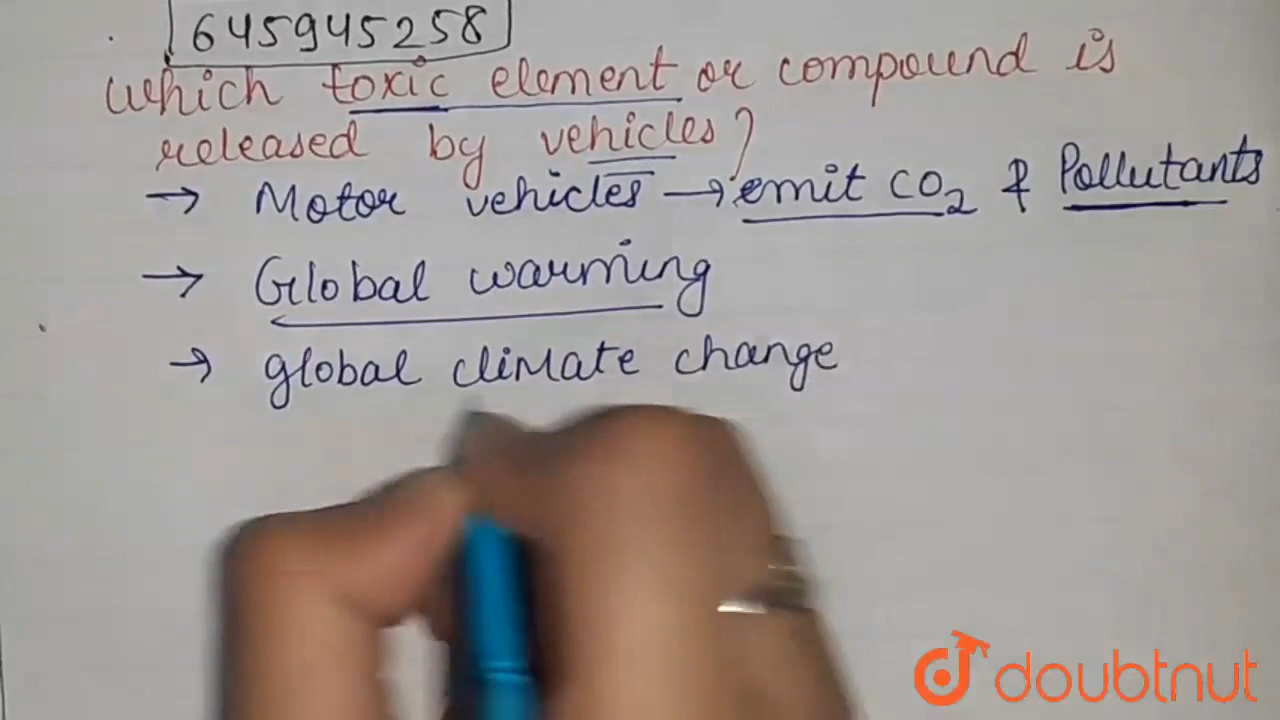 645945258
which toxic element or compound is
released by vehicles?
→ Motor vehicles → emit CO₂ & Pollutants
→ Global warming
→ global climate change
doubtnut